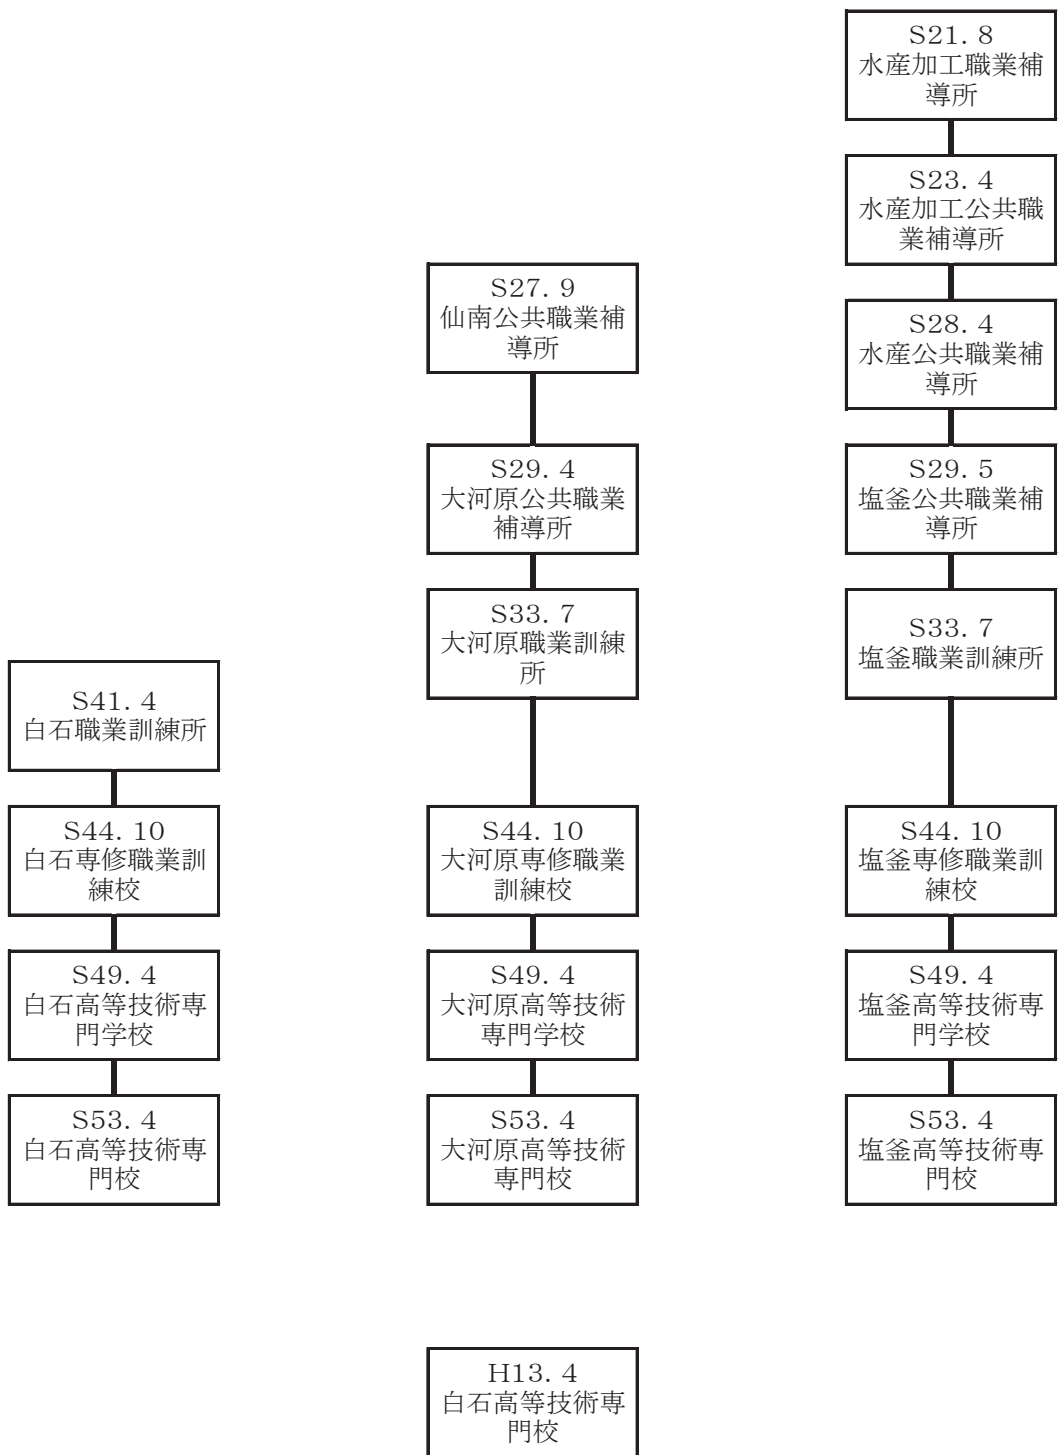 S21. 8
水産加工職業補
導所
S23. 4
水産加工公共職
業補導所
S27. 9
仙南公共職業補
導所
S28. 4
水産公共職業補
導所
S29. 4
大河原公共職業
補導所
S29. 5
塩釜公共職業補
導所
S33. 7
大河原職業訓練
所
S33. 7
塩釜職業訓練所
S41. 4
白石職業訓練所
S44. 10
白石専修職業訓
練校
S44. 10
大河原専修職業
訓練校
S44. 10
塩釜専修職業訓
練校
S49. 4
白石高等技術専
門学校
S49. 4
大河原高等技術
専門学校
S49. 4
塩釜高等技術専
門学校
S53. 4
白石高等技術専
門校
S53. 4
大河原高等技術
専門校
S53. 4
塩釜高等技術専
門校
H13. 4
白石高等技術専
門校